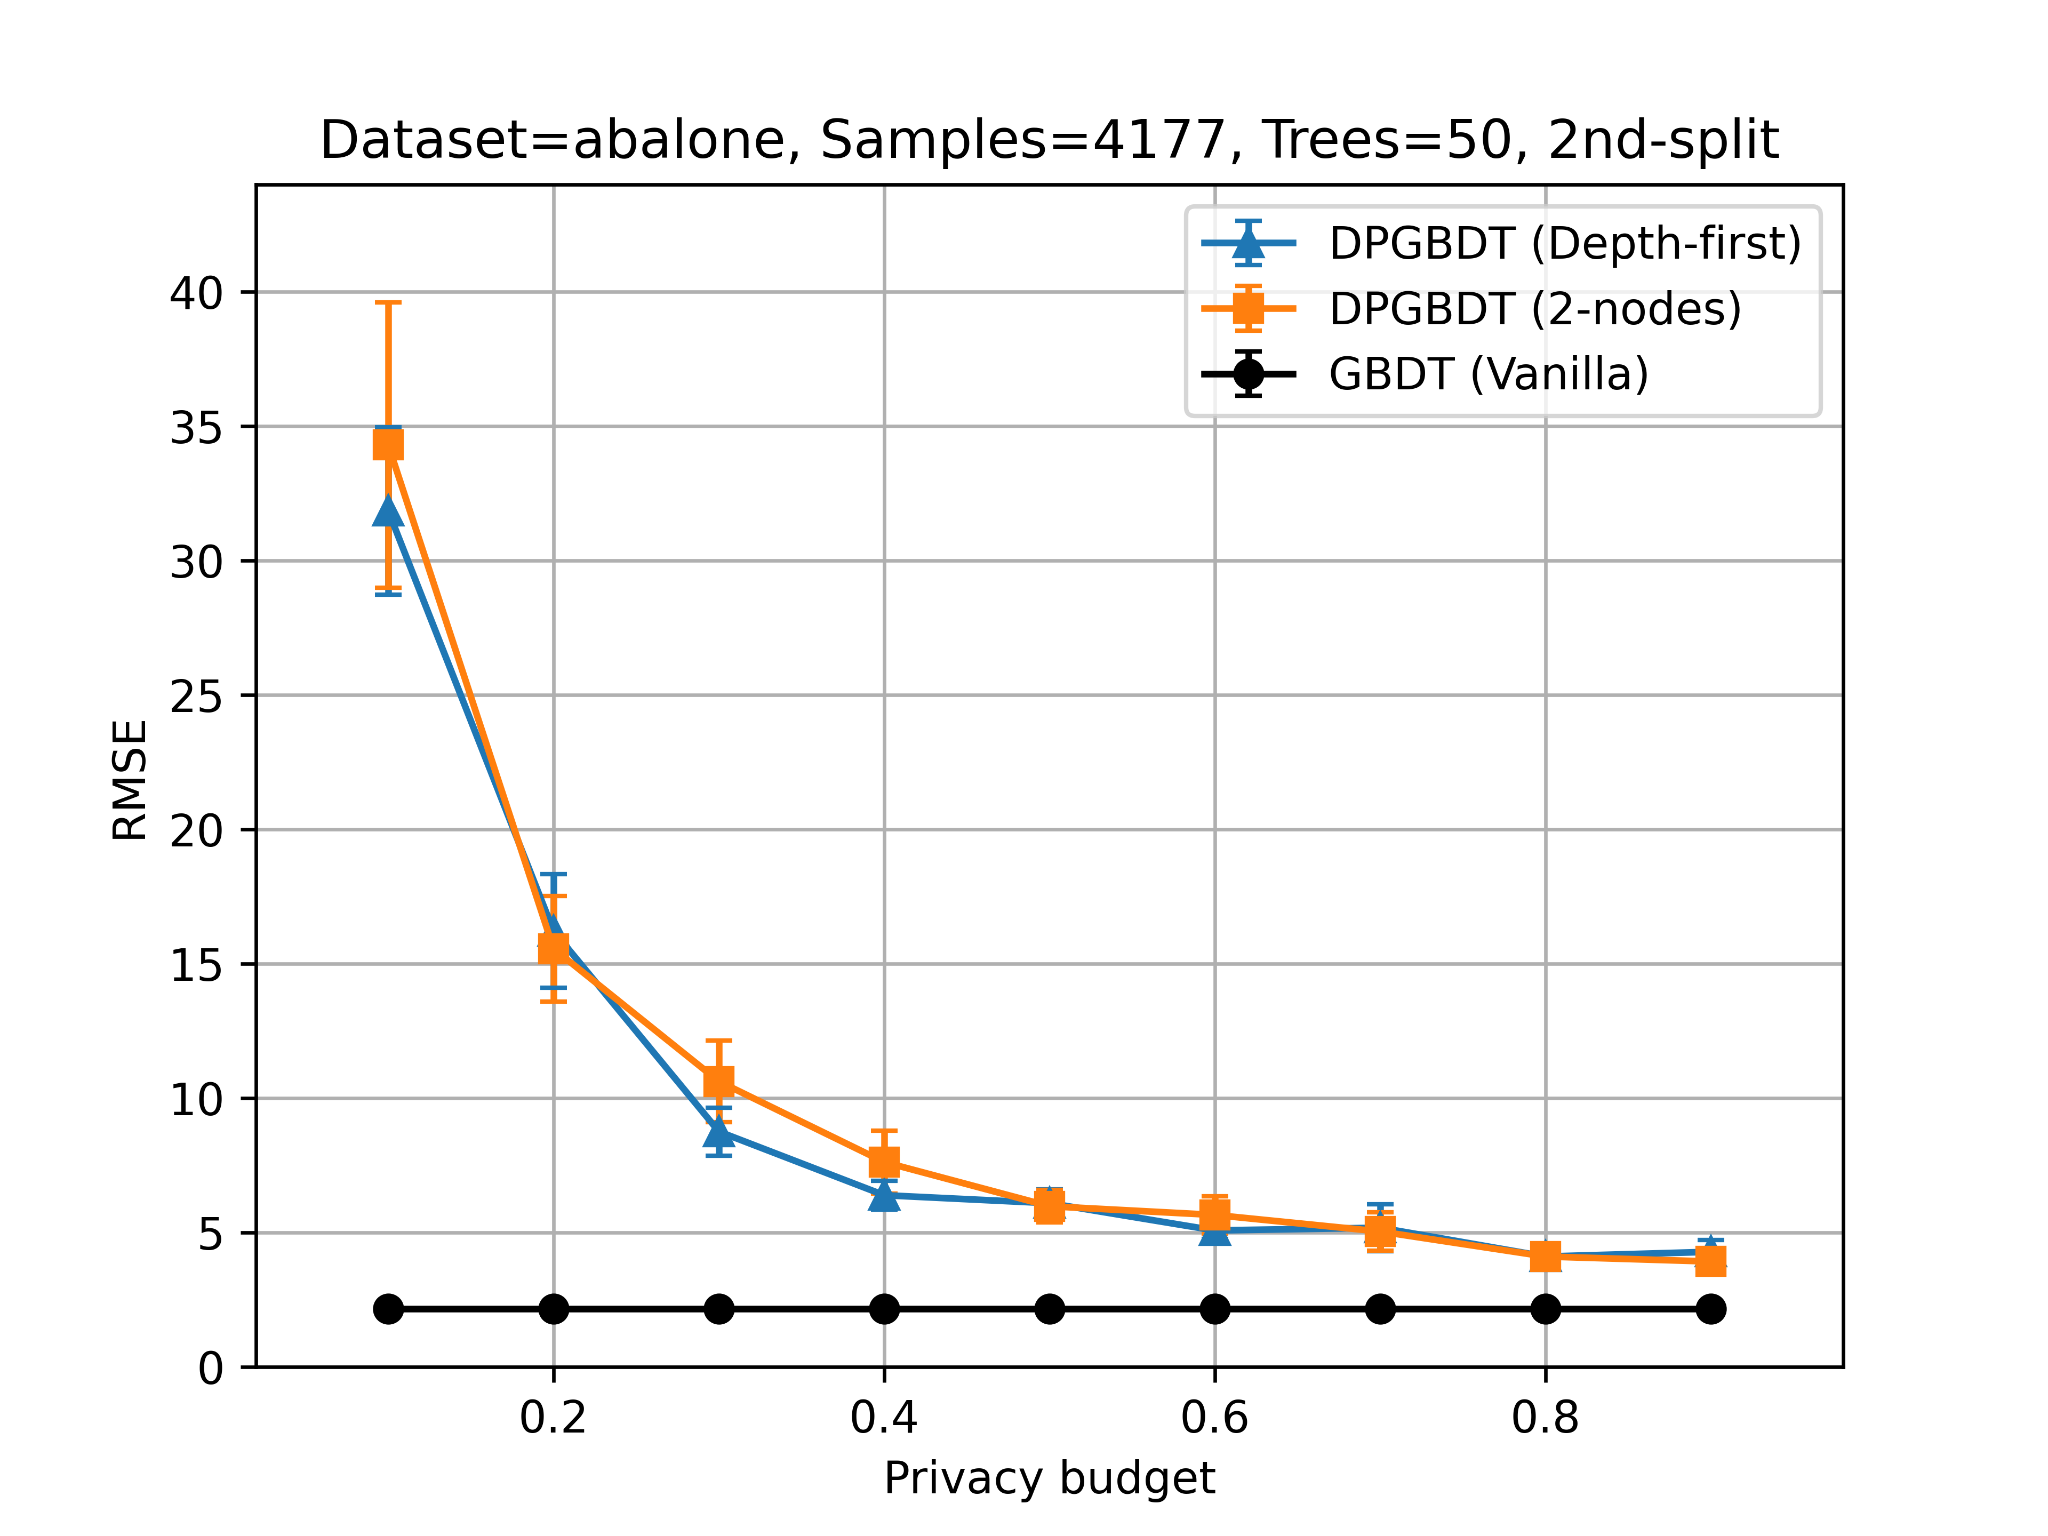 Dataset=abalone, Samples=4177, Trees=50, 2nd-split
DPGBDT (Depth-first)
DPGBDT (2-nodes)
GBDT (Vanilla)
RMSE
40
35
30
25
20
15
10
5
0
0.2 0.4 0.6 0.8
Privacy budget